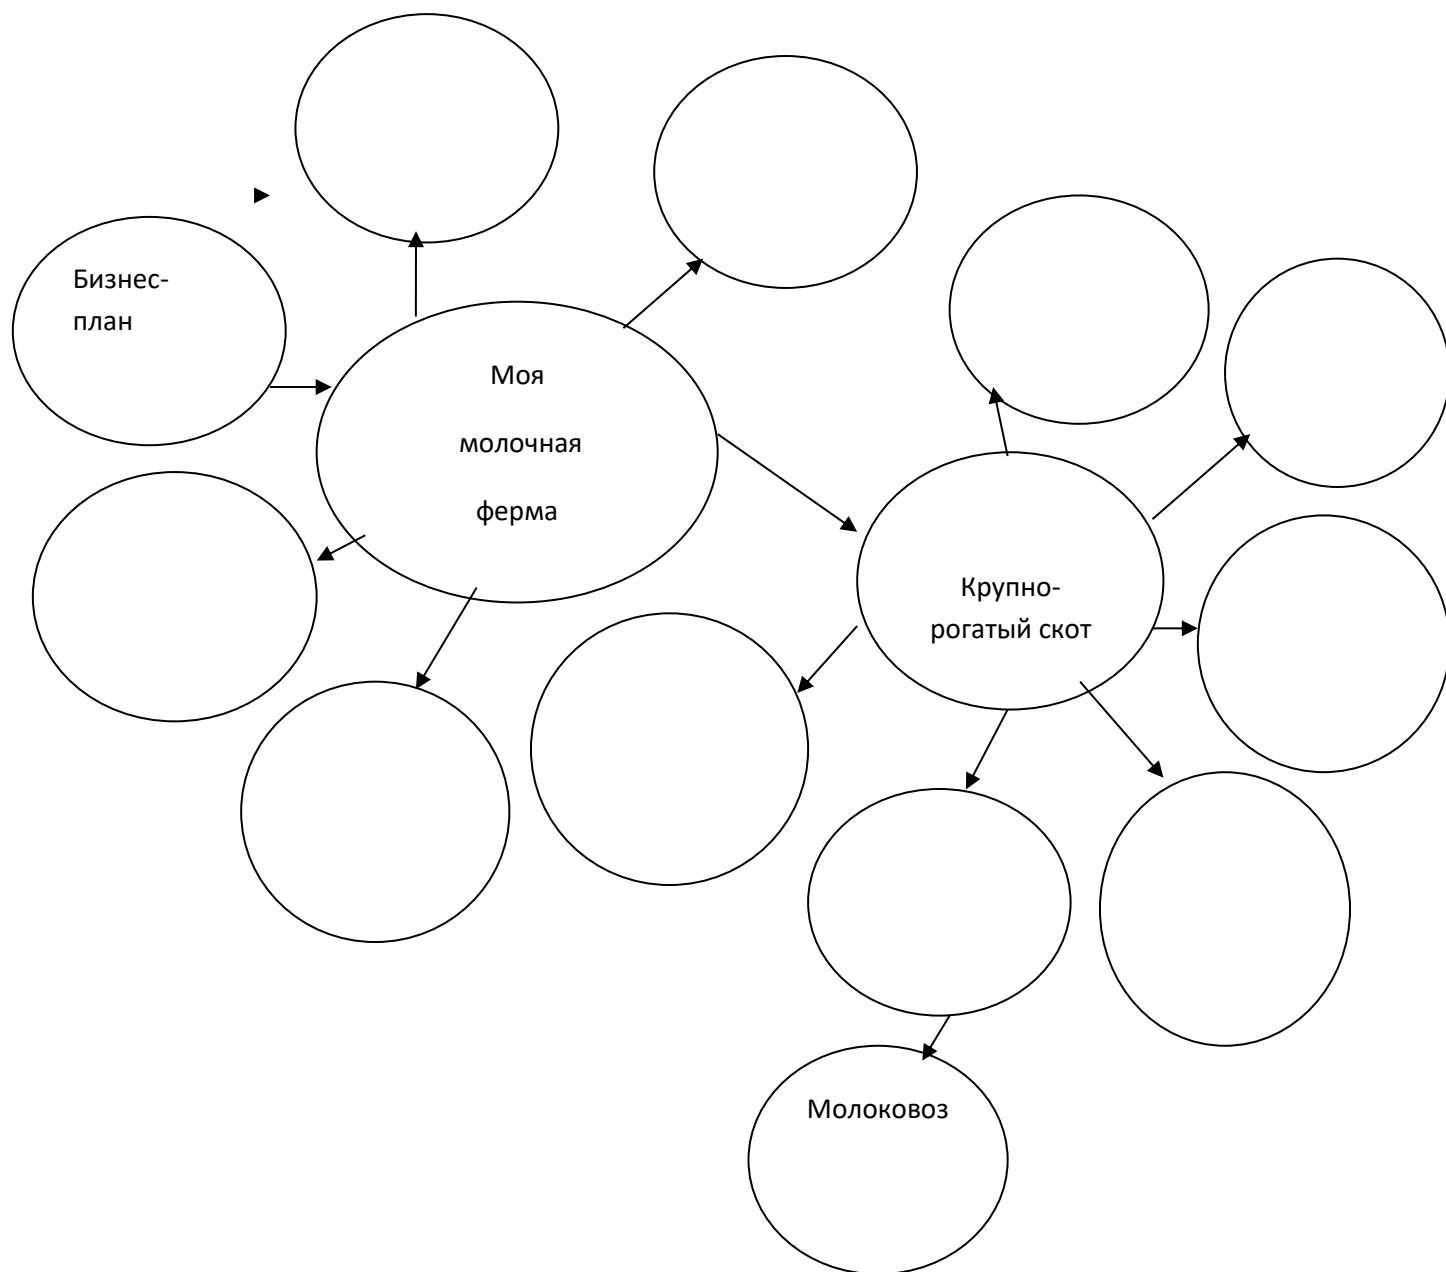 Бизнес-
план
Моя
молочная
ферма
Крупно-
рогатый скот
Молоковоз